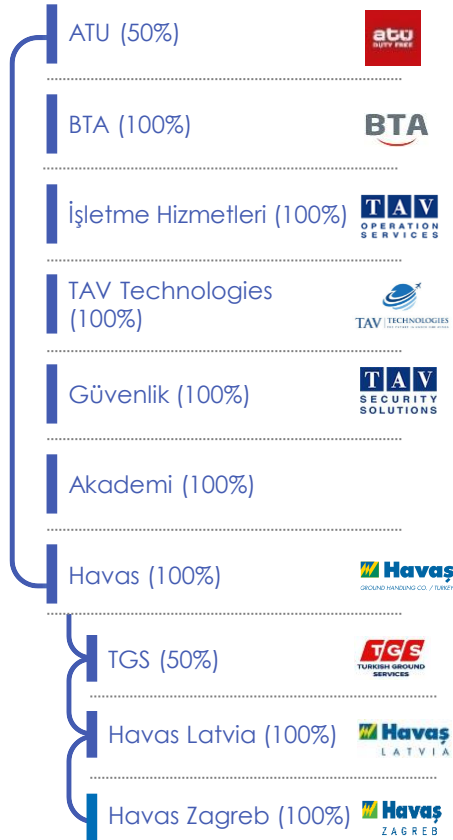 ATU (50%)
atü
DUTY FREE
BTA (100%)
BTA
İşletme Hizmetleri (100%)
TAV
OPERATION
SERVICES
TAV Technologies
(100%)
TAV TECHNOLOGIES
Güvenlik (100%)
TAV
SECURITY
SOLUTIONS
Akademi (100%)
Havas (100%)
Havaş
GROUND HANDLING CO. / TURKEY
TGS (50%)
TGS
TURKISH GROUND
SERVICES
Havas Latvia (100%)
Havaş
LATVIA
Havas Zagreb (100%)
Havaş
ZAGREB